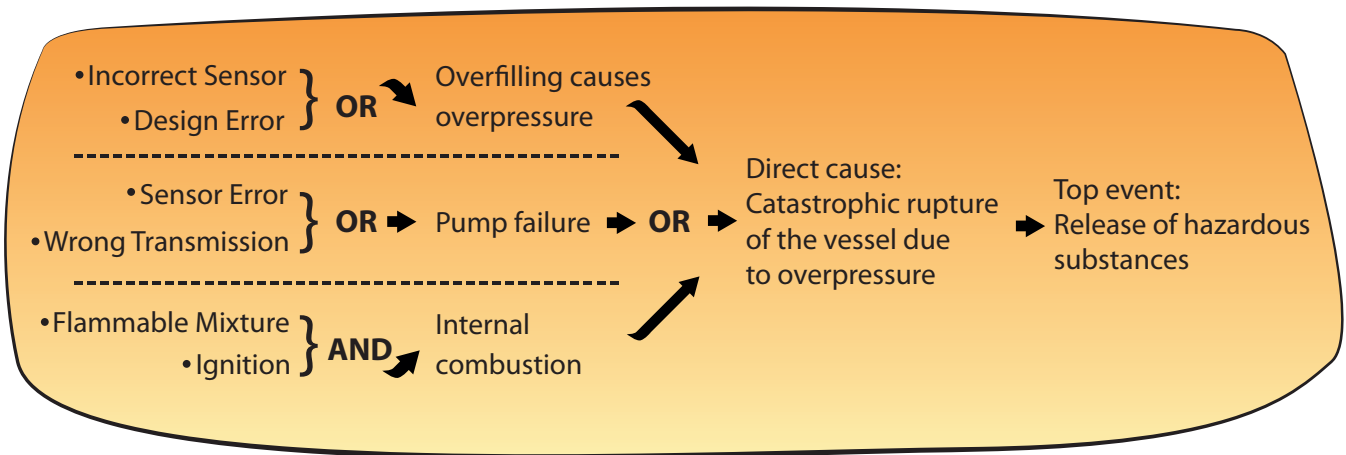 •Incorrect Sensor
•Design Error
OR
Overfilling causes
overpressure
•Sensor Error
•Wrong Transmission
OR
Pump failure
OR
•Flammable Mixture
•Ignition
AND
Internal
combustion
Direct cause:
Catastrophic rupture
of the vessel due
to overpressure
Top event:
Release of hazardous
substances